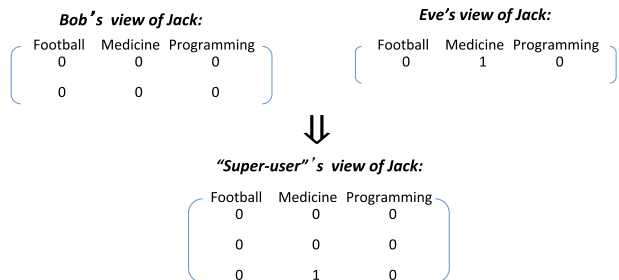 Bob's view of Jack:
Football Medicine Programming
0 0 0
0 0 0
Eve's view of Jack:
Football Medicine Programming
0 1 0
⇓
“Super-user”'s view of Jack:
Football Medicine Programming
0 0 0
0 0 0
0 1 0